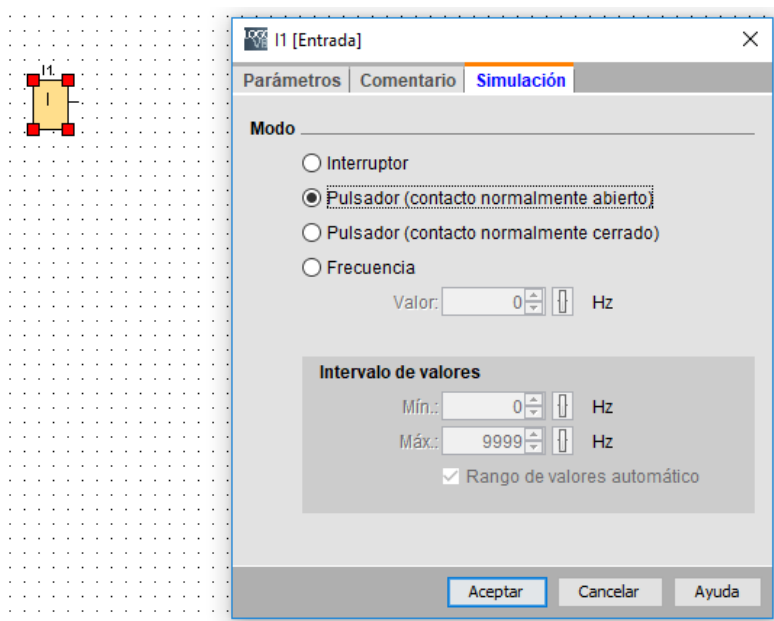 I1 [Entrada]
I1
I
Parámetros Comentario Simulación
Modo
Interruptor
Pulsador (contacto normalmente abierto)
Pulsador (contacto normalmente cerrado)
Frecuencia
Valor: 0 Hz
Intervalo de valores
Mín.: 0 Hz
Máx.: 9999 Hz
Rango de valores automático
Aceptar Cancelar Ayuda